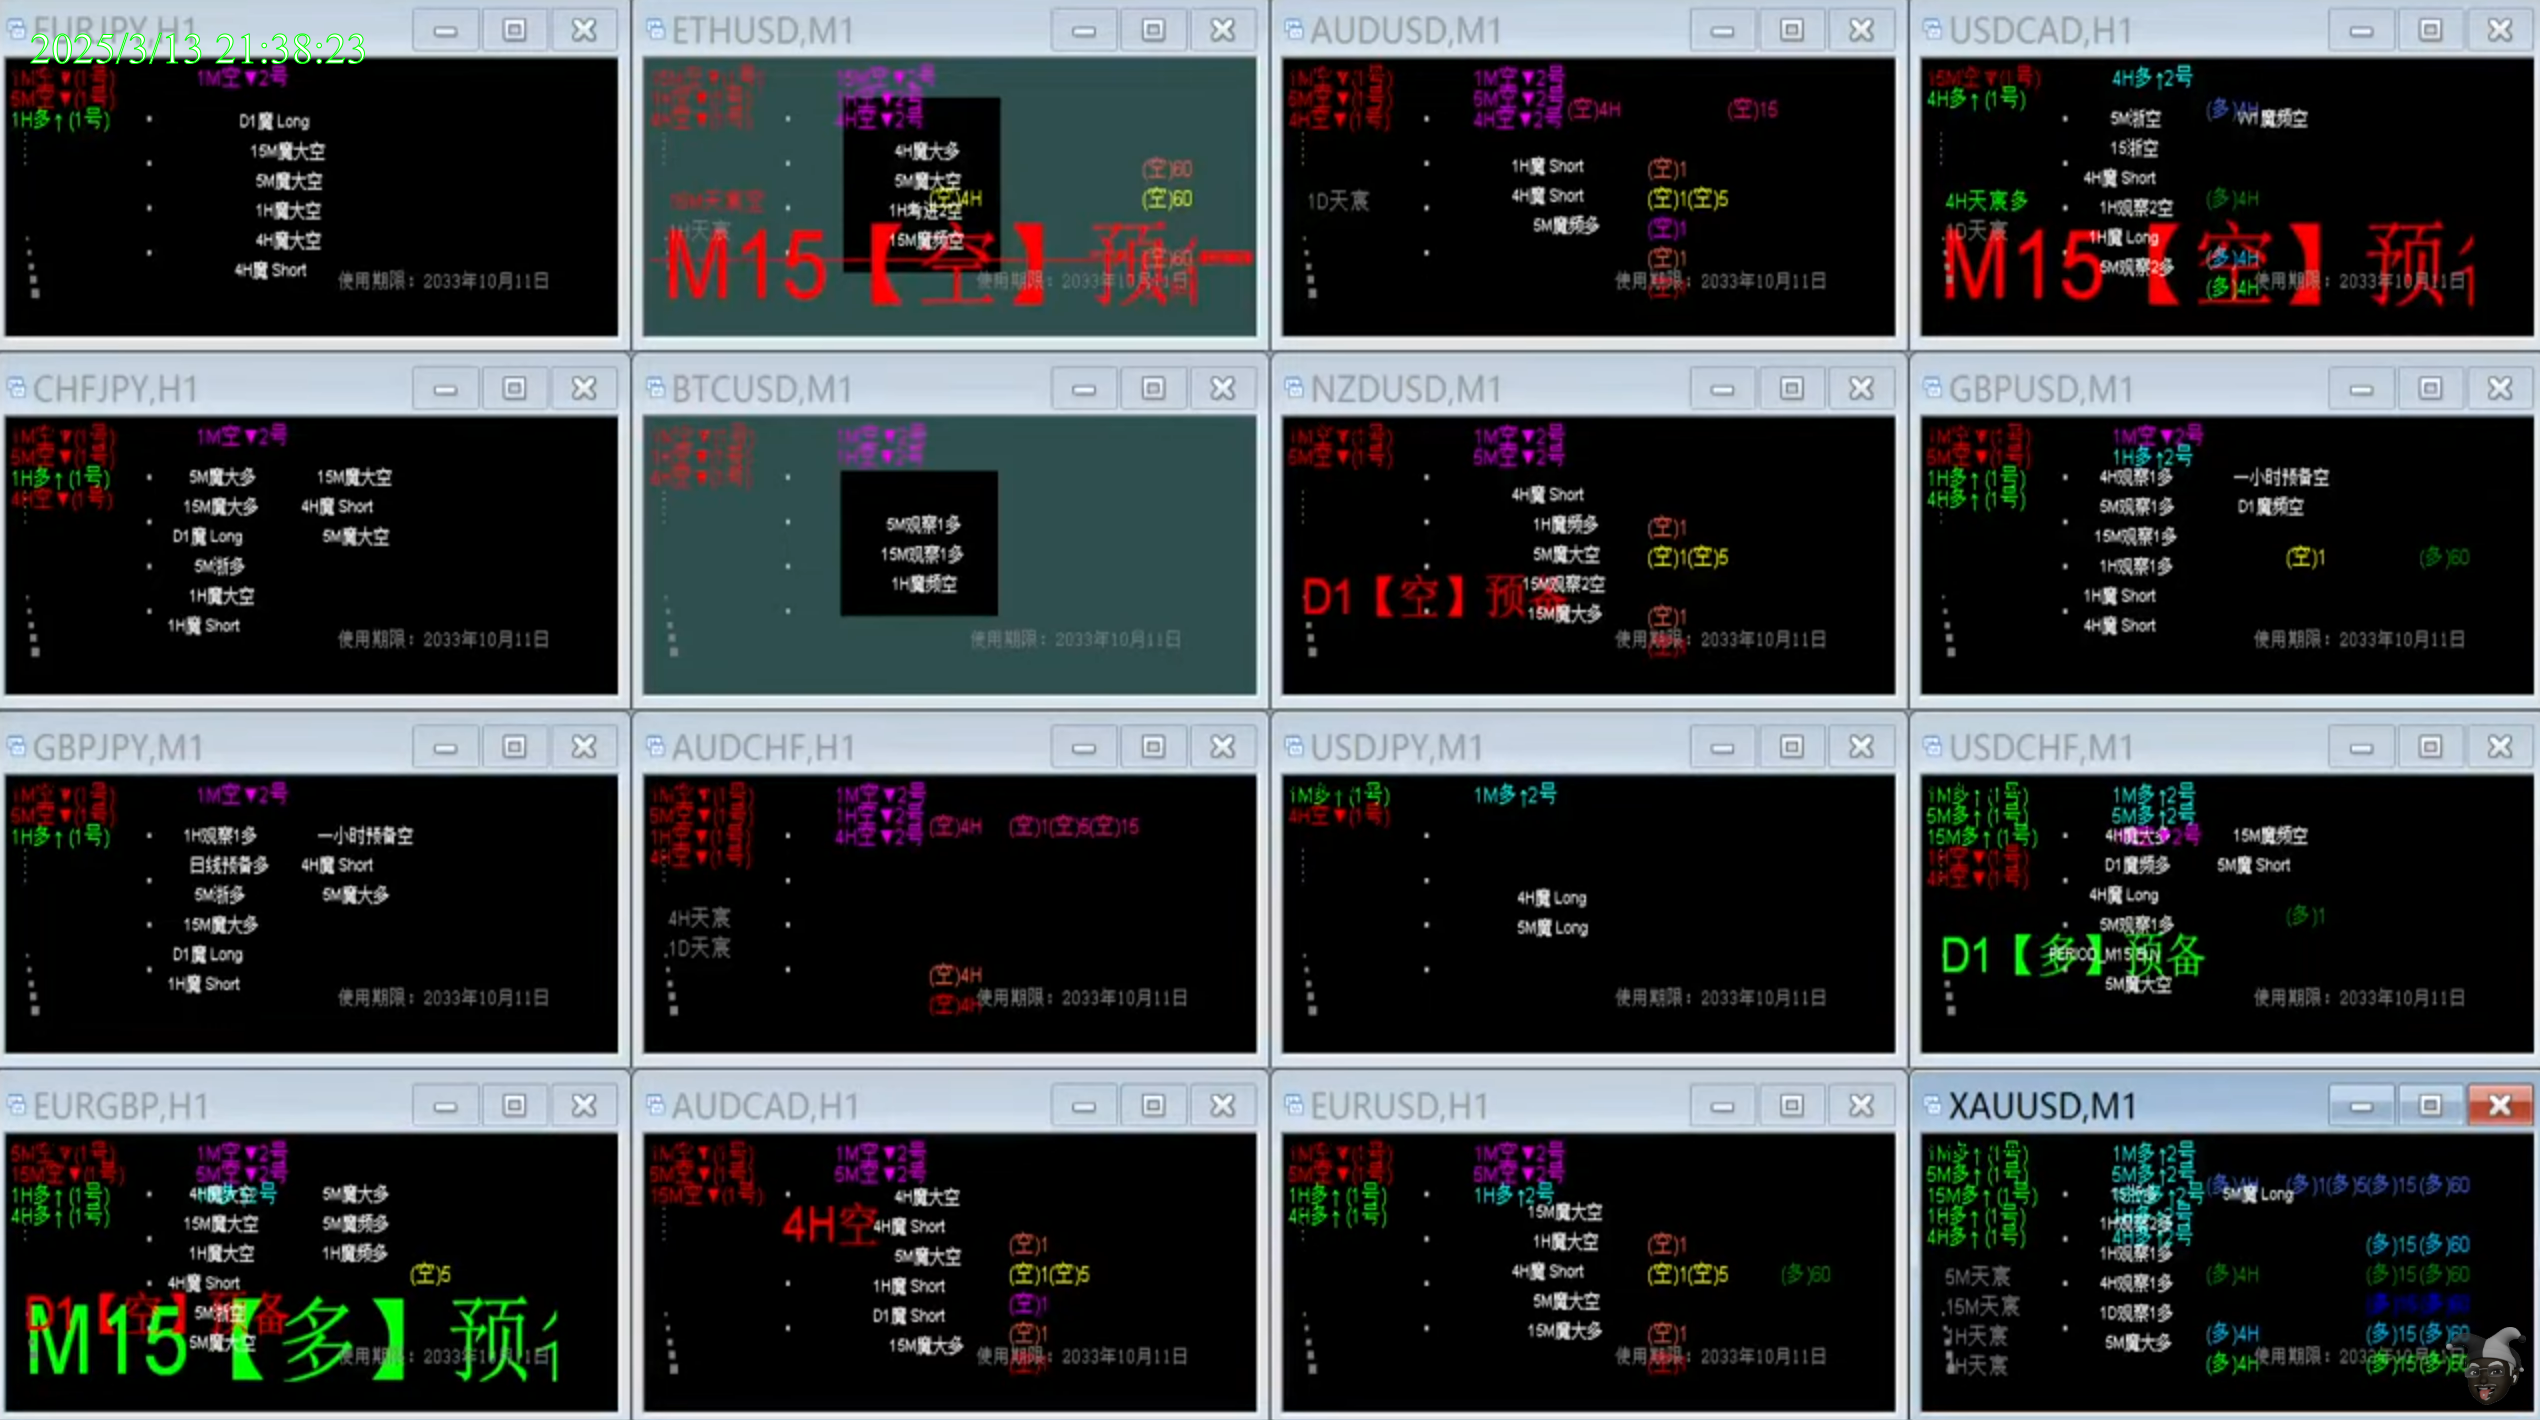 2025/3/13 21:38:23
EURJPY,H1
1M空▼(1号)
1M空▼2号
5M空▼(1号)
1H多↑(1号)
D1魔 Long
15M魔大空
5M魔大空
1H魔大空
4H魔大空
4H魔 Short
使用期限：2033年10月11日
ETHUSD,M1
15M空▼(1号)
15M空▼2号
1H空▼(1号)
1H空▼2号
4H空▼(1号)
4H空▼2号
4H魔大多
5M魔大空
(空)60
15M天宸空
(空)4H
(空)60
1H考进2空
1H天宸
15M魔频空
M15【空】预
(空)60
使用期限：2033年10月11日
AUDUSD,M1
1M空▼(1号)
1M空▼2号
5M空▼(1号)
5M空▼2号
4H空▼(1号)
4H空▼2号
(空)4H
(空)15
1H魔 Short
(空)1
1D天宸
4H魔 Short
(空)1(空)5
5M魔频多
(空)1
(空)1
使用期限：2033年10月11日
USDCAD,H1
15M空▼(1号)
4H多↑2号
4H多↑(1号)
(多)4H
5M浙空
W1魔频空
15浙空
4H魔 Short
4H天宸多
1H观察2空
(多)4H
1D天宸
1H魔 Long
M15【空】预
5M观察2多
(多)4H
(多)4H
使用期限：2033年10月11日
CHFJPY,H1
1M空▼(1号)
1M空▼2号
5M空▼(1号)
1H多↑(1号)
4H空▼(1号)
5M魔大多
15M魔大空
15M魔大多
4H魔 Short
D1魔 Long
5M魔大空
5M浙多
1H魔大空
1H魔 Short
使用期限：2033年10月11日
BTCUSD,M1
1M空▼(1号)
1M空▼2号
1H空▼(1号)
1H空▼2号
4H空▼(1号)
5M观察1多
15M观察1多
1H魔频空
使用期限：2033年10月11日
NZDUSD,M1
1M空▼(1号)
1M空▼2号
5M空▼(1号)
5M空▼2号
4H魔 Short
1H魔频多
(空)1
5M魔大空
(空)1(空)5
15M观察2空
D1【空】预备
15M魔大多
(空)1
(空)1
使用期限：2033年10月11日
GBPUSD,M1
1M空▼(1号)
1M空▼2号
5M空▼(1号)
1H多↑2号
1H多↑(1号)
4H多↑(1号)
4H观察1多
一小时预备空
5M观察1多
D1魔频空
15M观察1多
1H观察1多
(空)1
(多)60
1H魔 Short
4H魔 Short
使用期限：2033年10月11日
GBPJPY,M1
1M空▼(1号)
1M空▼2号
5M空▼(1号)
1H多↑(1号)
1H观察1多
一小时预备空
日线预备多
4H魔 Short
5M浙多
5M魔大多
15M魔大多
D1魔 Long
1H魔 Short
使用期限：2033年10月11日
AUDCHF,H1
1M空▼(1号)
1M空▼2号
5M空▼(1号)
1H空▼2号
1H空▼(1号)
4H空▼2号
4H空▼(1号)
(空)4H
(空)1(空)5(空)15
4H天宸
1D天宸
(空)4H
(空)4H
使用期限：2033年10月11日
USDJPY,M1
1M多↑(1号)
1M多↑2号
4H空▼(1号)
4H魔 Long
5M魔 Long
使用期限：2033年10月11日
USDCHF,M1
1M多↑(1号)
1M多↑2号
5M多↑(1号)
5M多↑2号
15M多↑(1号)
1H空▼(1号)
4H空▼(1号)
4H魔大多
15M魔频空
D1魔频多
5M魔 Short
4H魔 Long
5M观察1多
(多)1
D1【多】预备
5M魔大空
使用期限：2033年10月11日
EURGBP,H1
5M空▼(1号)
1M空▼2号
15M空▼(1号)
5M空▼2号
1H多↑(1号)
4H多↑(1号)
4H魔大空
5M魔大多
15M魔大空
5M魔频多
1H魔大空
1H魔频多
4H魔 Short
(空)5
D1【空】预备
5M浙空
M15【多】预
5M魔大空
使用期限：2033年10月11日
AUDCAD,H1
1M空▼(1号)
1M空▼2号
5M空▼(1号)
5M空▼2号
15M空▼(1号)
4H魔大空
4H空
4H魔 Short
5M魔大空
(空)1
1H魔 Short
(空)1(空)5
D1魔 Short
(空)1
15M魔大多
(空)1
(空)1
使用期限：2033年10月11日
EURUSD,H1
1M空▼(1号)
1M空▼2号
5M空▼(1号)
5M空▼2号
1H多↑(1号)
1H多↑2号
4H多↑(1号)
15M魔大空
1H魔大空
(空)1
4H魔 Short
(空)1(空)5
(多)60
5M魔大空
15M魔大多
(空)1
(空)1
使用期限：2033年10月11日
XAUUSD,M1
1M多↑(1号)
1M多↑2号
5M多↑(1号)
5M多↑2号
15M多↑(1号)
1H多↑(1号)
4H多↑(1号)
4H多↑2号
(多)4H
(多)1(多)5(多)15(多)60
5M魔 Long
1H观察2多
1H观察1多
(多)15(多)60
5M天宸
4H观察1多
(多)4H
(多)15(多)60
15M天宸
1D观察1多
(多)15(多)60
1H天宸
5M魔大多
(多)4H
(多)15(多)60
4H天宸
(多)4H
(多)15(多)60
使用期限：2033年10月11日